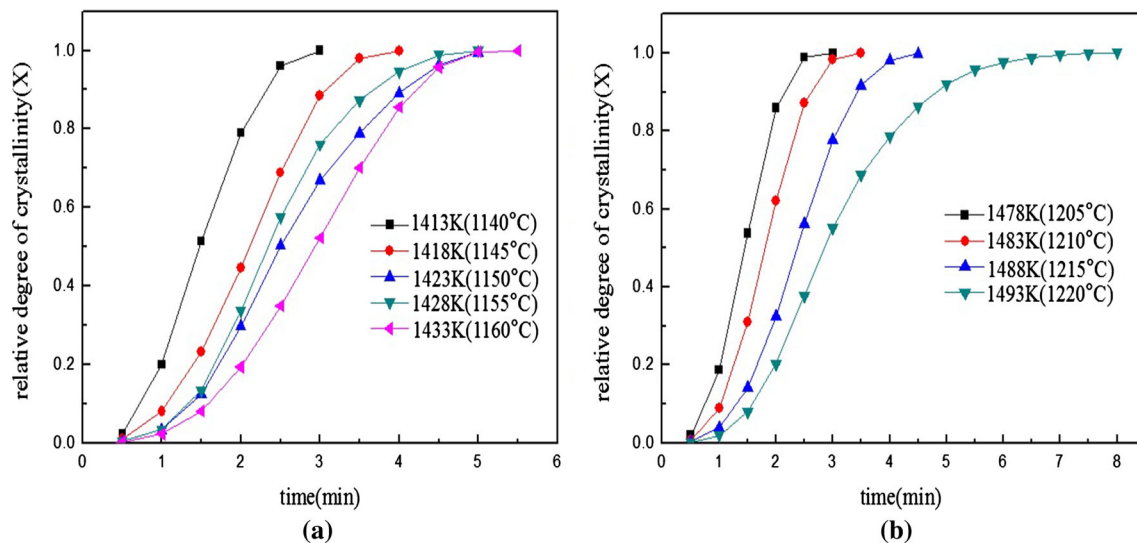 relative degree of crystallinity(X)
1.0
0.8
0.6
0.4
0.2
0.0
1413K(1140°C)
1418K(1145°C)
1423K(1150°C)
1428K(1155°C)
1433K(1160°C)
0 1 2 3 4 5 6
time(min)
(a)
relative degree of crystallinity(X)
1.0
0.8
0.6
0.4
0.2
0.0
1478K(1205°C)
1483K(1210°C)
1488K(1215°C)
1493K(1220°C)
0 1 2 3 4 5 6 7 8
time(min)
(b)